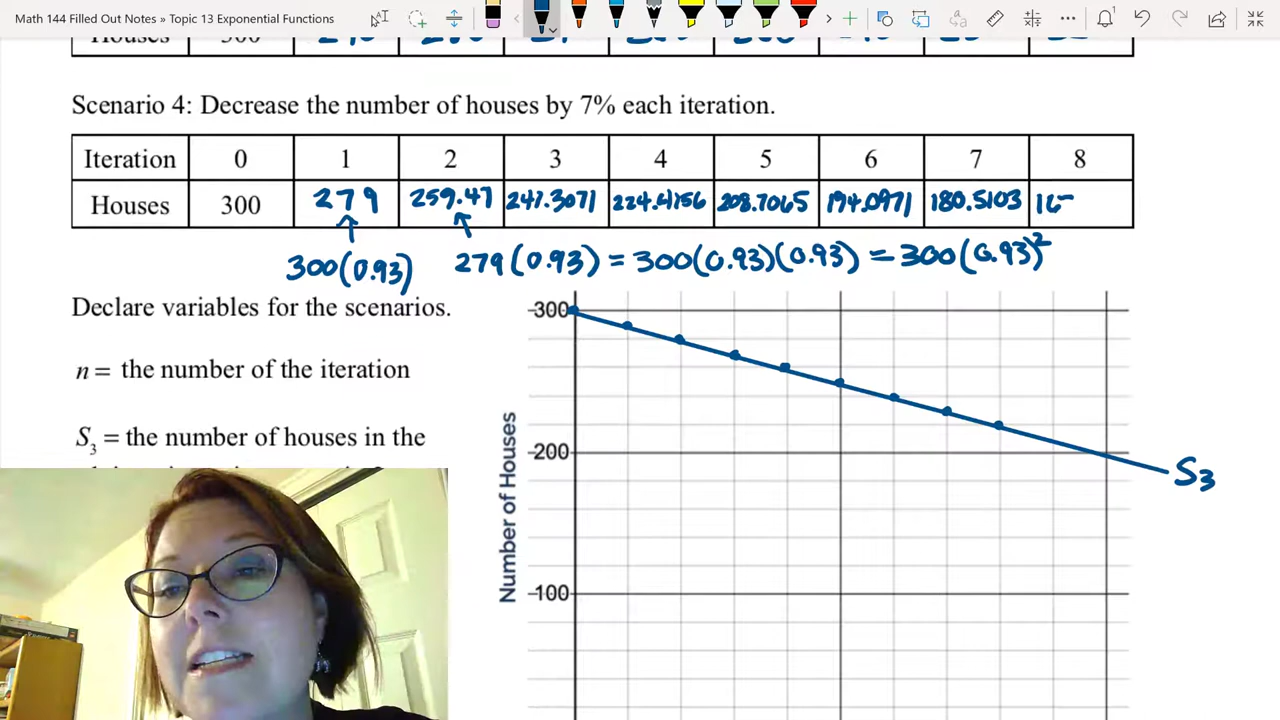 Math 144 Filled Out Notes » Topic 13 Exponential Functions
Houses 300
Scenario 4: Decrease the number of houses by 7% each iteration.
Iteration 0 1 2 3 4 5 6 7 8
Houses 300 279 259.47 241.3071 224.4156 208.7065 194.0971 180.5103 16
300(0.93) 279(0.93) = 300(0.93)(0.93) = 300(0.93)²
Declare variables for the scenarios.
n = the number of the iteration
S₃ = the number of houses in the
300
200
100
Number of Houses
S₃